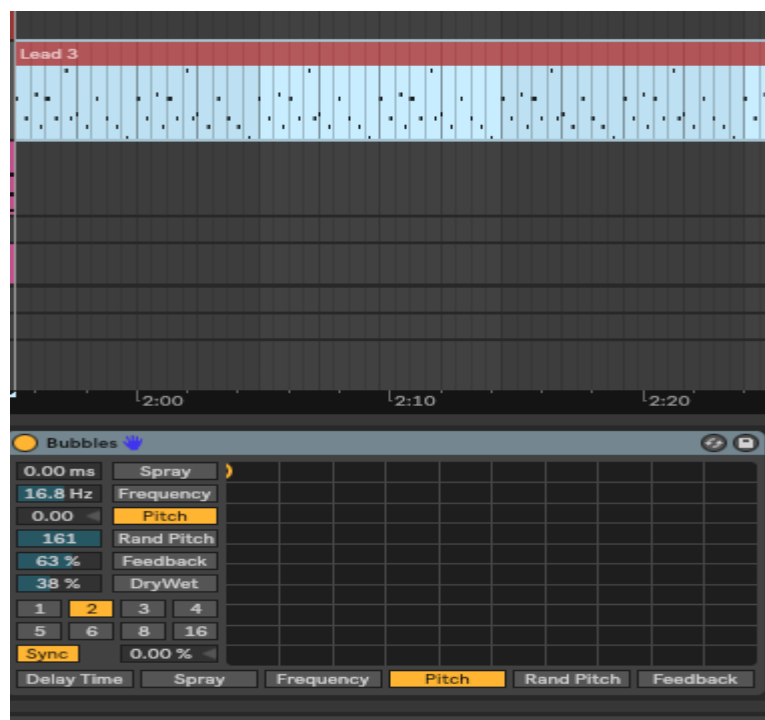 Lead 3
2:00 2:10 2:20
Bubbles
0.00 ms Spray
16.8 Hz Frequency
0.00 Pitch
161 Rand Pitch
63 % Feedback
38 % DryWet
1 2 3 4
5 6 8 16
Sync 0.00 %
Delay Time Spray Frequency Pitch Rand Pitch Feedback